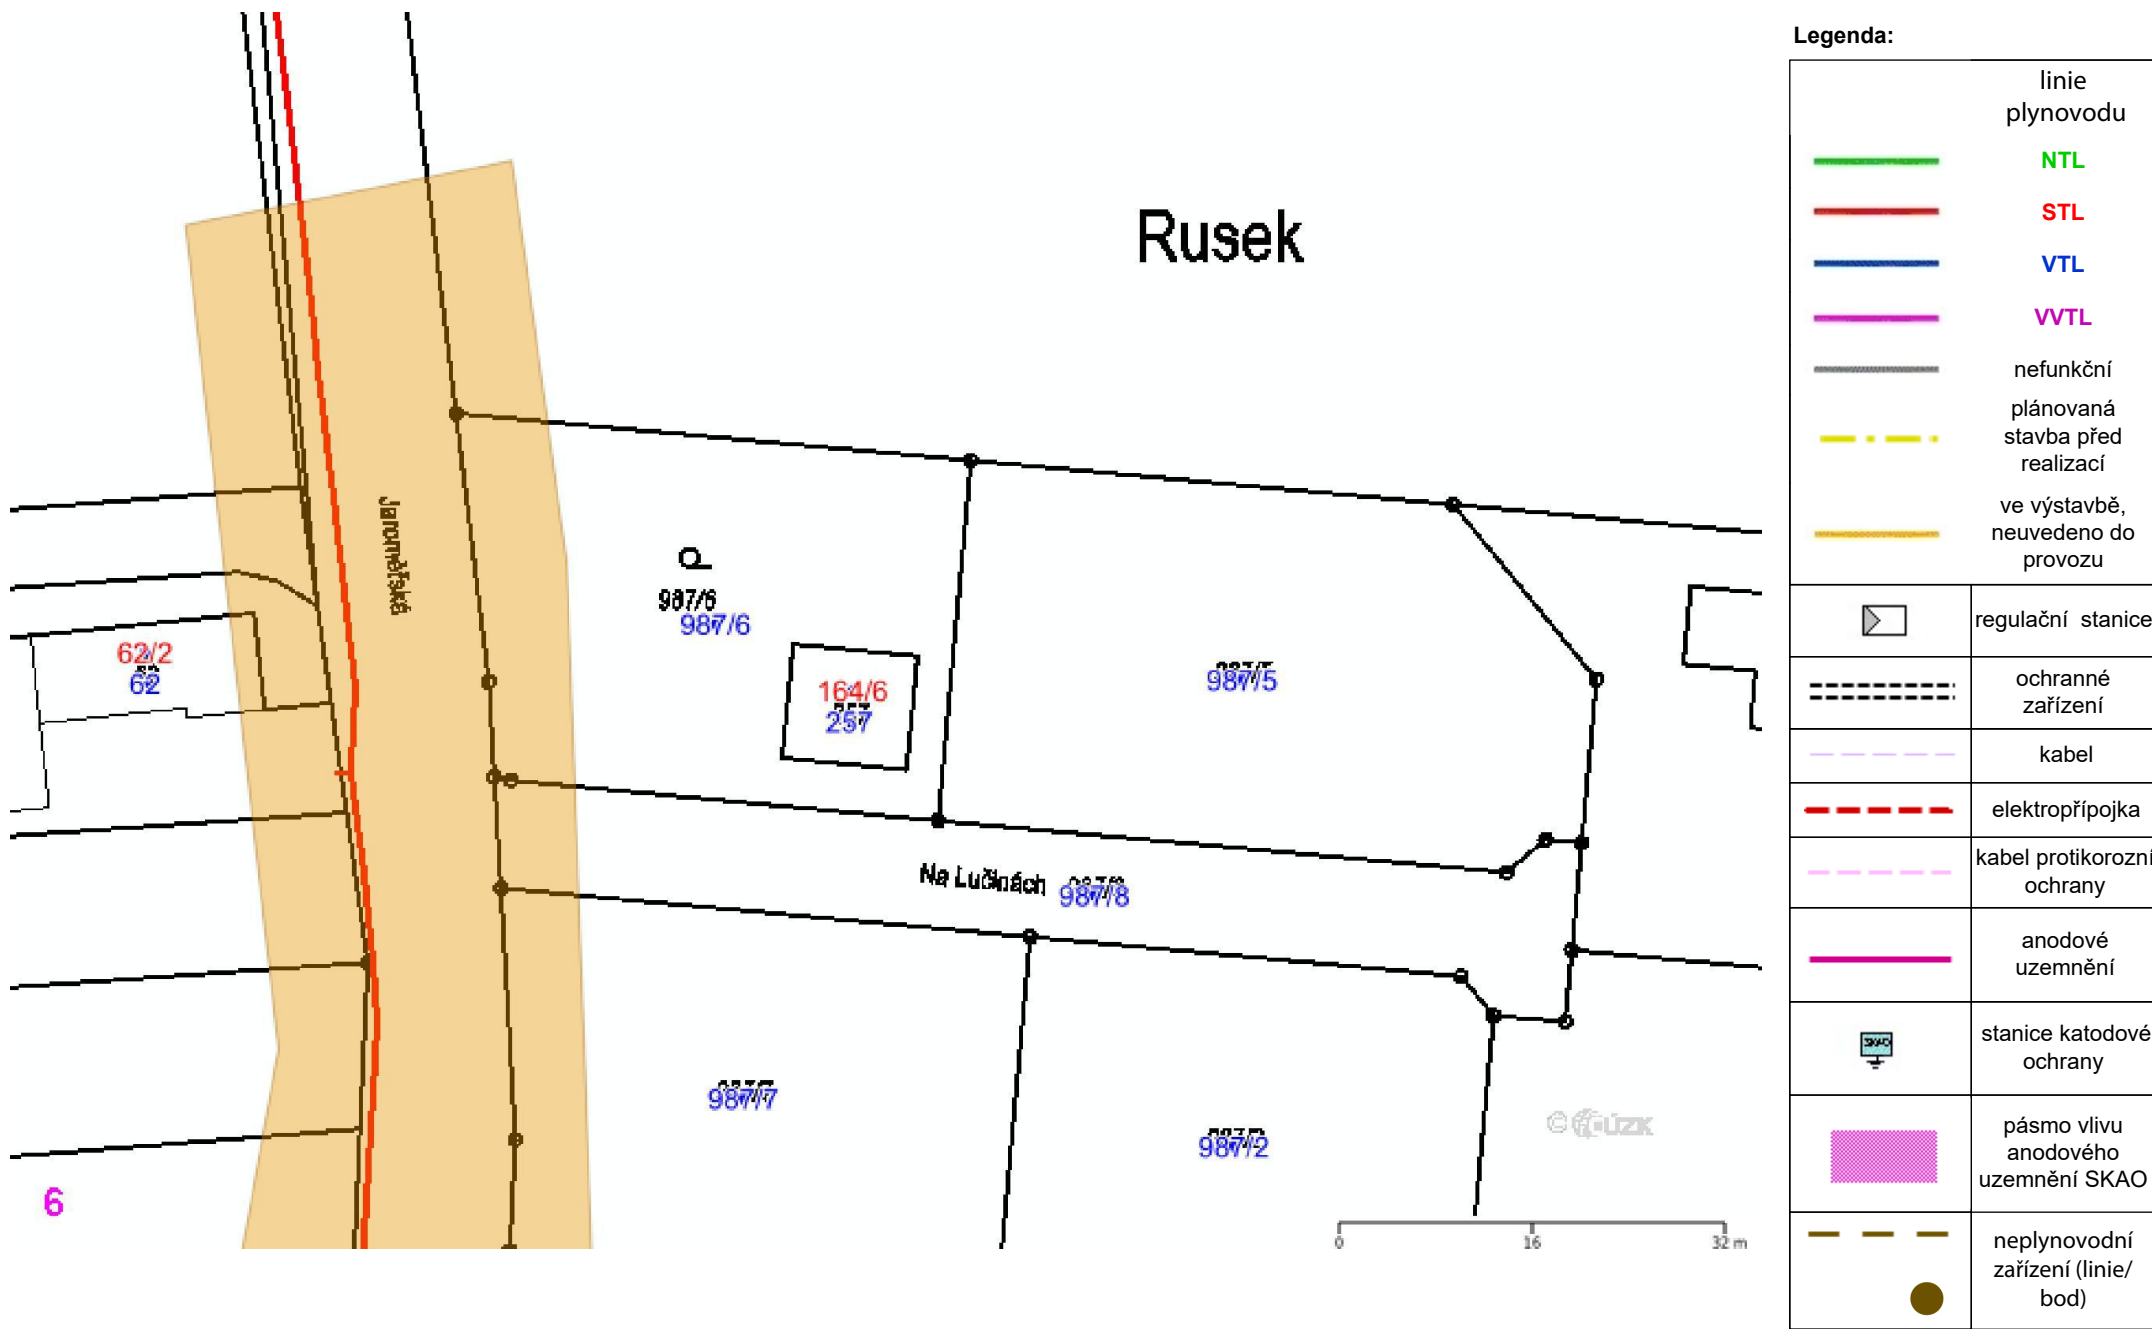 Rusek
Jaroměřská
987/6
987/6
62/2
62
164/6
257
987/5
Na Lučinách
987/8
987/7
987/2
6
0 16 32 m
Legenda:
linie
plynovodu
NTL
STL
VTL
VVTL
nefunkční
plánovaná
stavba před
realizací
ve výstavbě,
neuvedeno do
provozu
regulační stanice
ochranné
zařízení
kabel
elektropřípojka
kabel protikorozní
ochrany
anodové
uzemnění
SKAO
stanice katodové
ochrany
pásmo vlivu
anodového
uzemnění SKAO
neplynovodní
zařízení (linie/
bod)